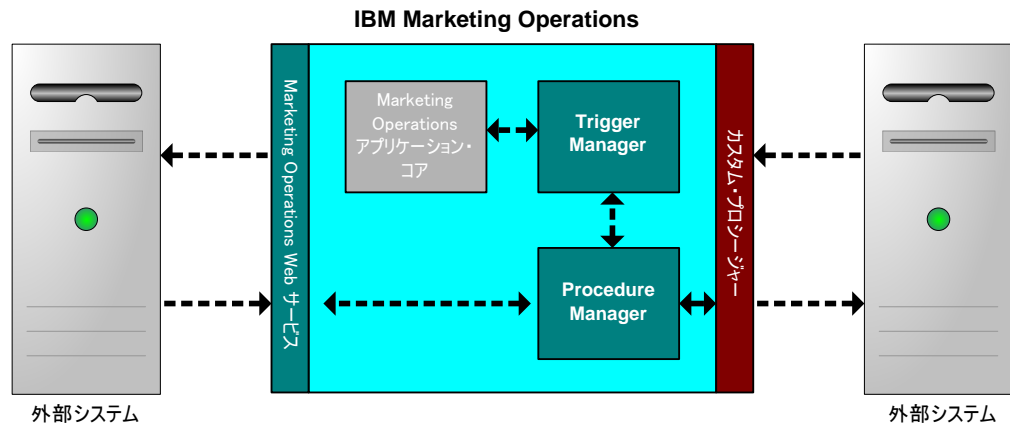 IBM Marketing Operations
Marketing Operations Web サービス
Marketing
Operations
アプリケーション・
コア
Trigger
Manager
Procedure
Manager
カスタム・プロシージャー
外部システム
外部システム